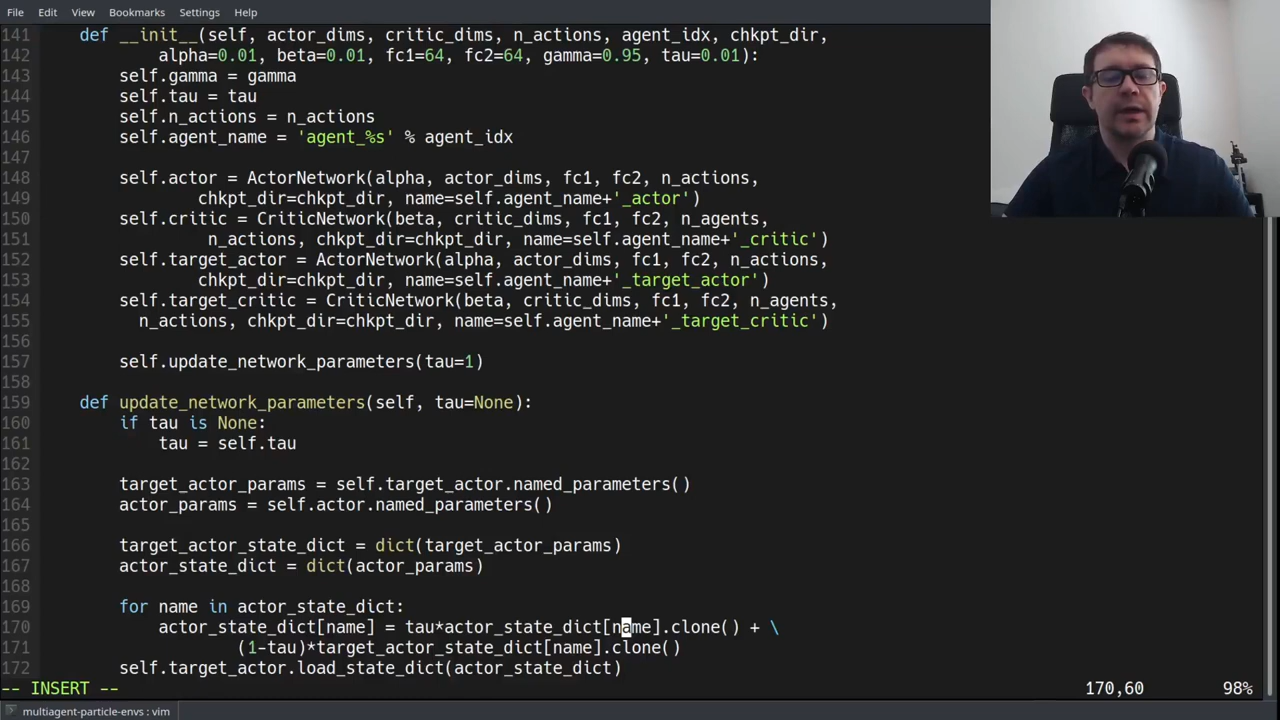 File Edit View Bookmarks Settings Help
141 def __init__(self, actor_dims, critic_dims, n_actions, agent_idx, chkpt_dir,
142 alpha=0.01, beta=0.01, fc1=64, fc2=64, gamma=0.95, tau=0.01):
143 self.gamma = gamma
144 self.tau = tau
145 self.n_actions = n_actions
146 self.agent_name = 'agent_%s' % agent_idx
147
148 self.actor = ActorNetwork(alpha, actor_dims, fc1, fc2, n_actions,
149 chkpt_dir=chkpt_dir, name=self.agent_name+'_actor')
150 self.critic = CriticNetwork(beta, critic_dims, fc1, fc2, n_agents,
151 n_actions, chkpt_dir=chkpt_dir, name=self.agent_name+'_critic')
152 self.target_actor = ActorNetwork(alpha, actor_dims, fc1, fc2, n_actions,
153 chkpt_dir=chkpt_dir, name=self.agent_name+'_target_actor')
154 self.target_critic = CriticNetwork(beta, critic_dims, fc1, fc2, n_agents,
155 n_actions, chkpt_dir=chkpt_dir, name=self.agent_name+'_target_critic')
156
157 self.update_network_parameters(tau=1)
158
159 def update_network_parameters(self, tau=None):
160 if tau is None:
161 tau = self.tau
162
163 target_actor_params = self.target_actor.named_parameters()
164 actor_params = self.actor.named_parameters()
165
166 target_actor_state_dict = dict(target_actor_params)
167 actor_state_dict = dict(actor_params)
168
169 for name in actor_state_dict:
170 actor_state_dict[name] = tau*actor_state_dict[name].clone() + \
171 (1-tau)*target_actor_state_dict[name].clone()
172 self.target_actor.load_state_dict(actor_state_dict)
-- INSERT -- 170,60 98%
multiagent-particle-envs : vim